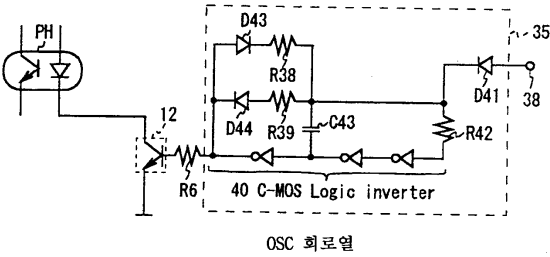 PH
D43
35
R38
D41
38
12
D44
R39
C43
R42
R6
40 C-MOS Logic inverter
OSC 회로열